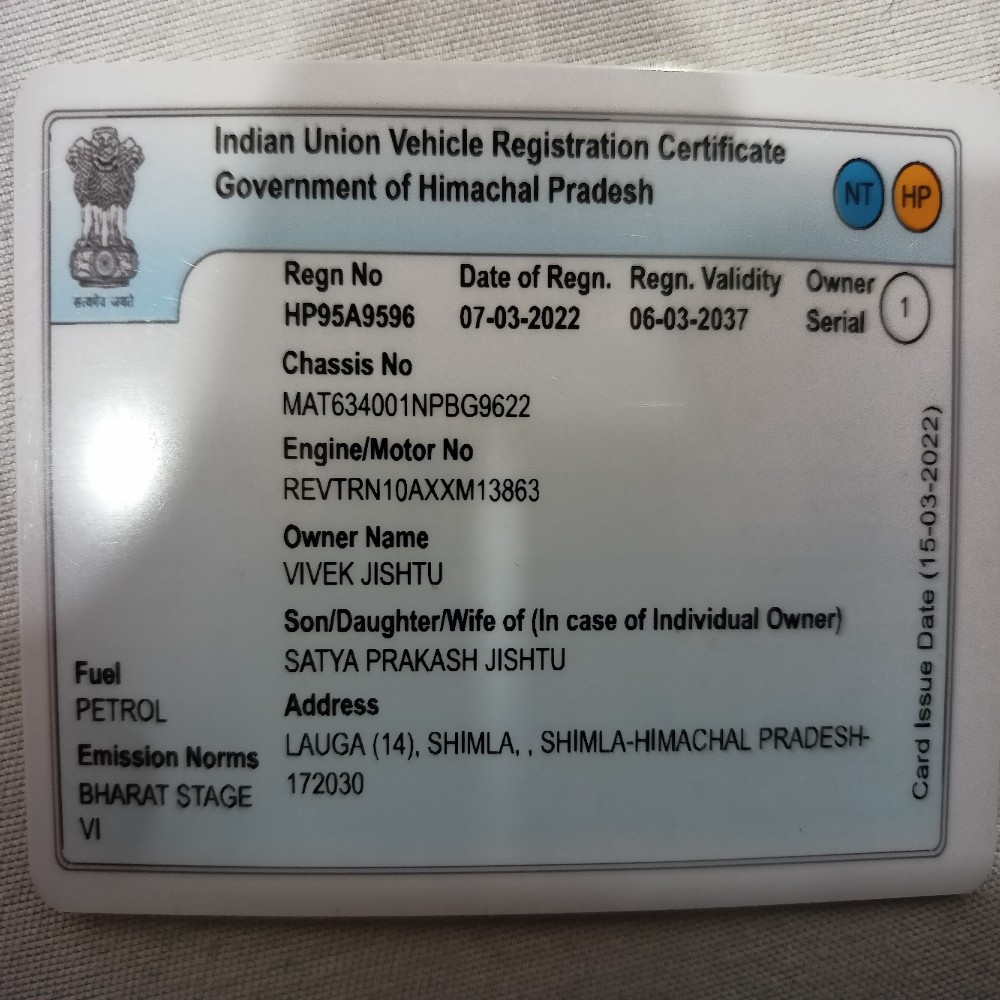 Indian Union Vehicle Registration Certificate
Government of Himachal Pradesh
NT HP
सत्यमेव जयते
Regn No Date of Regn. Regn. Validity Owner Serial 1
HP95A9596 07-03-2022 06-03-2037
Chassis No
MAT634001NPBG9622
Engine/Motor No
REVTRN10AXXM13863
Owner Name
VIVEK JISHTU
Son/Daughter/Wife of (In case of Individual Owner)
SATYA PRAKASH JISHTU
Address
LAUGA (14), SHIMLA, , SHIMLA-HIMACHAL PRADESH-
172030
Fuel
PETROL
Emission Norms
BHARAT STAGE
VI
Card Issue Date (15-03-2022)